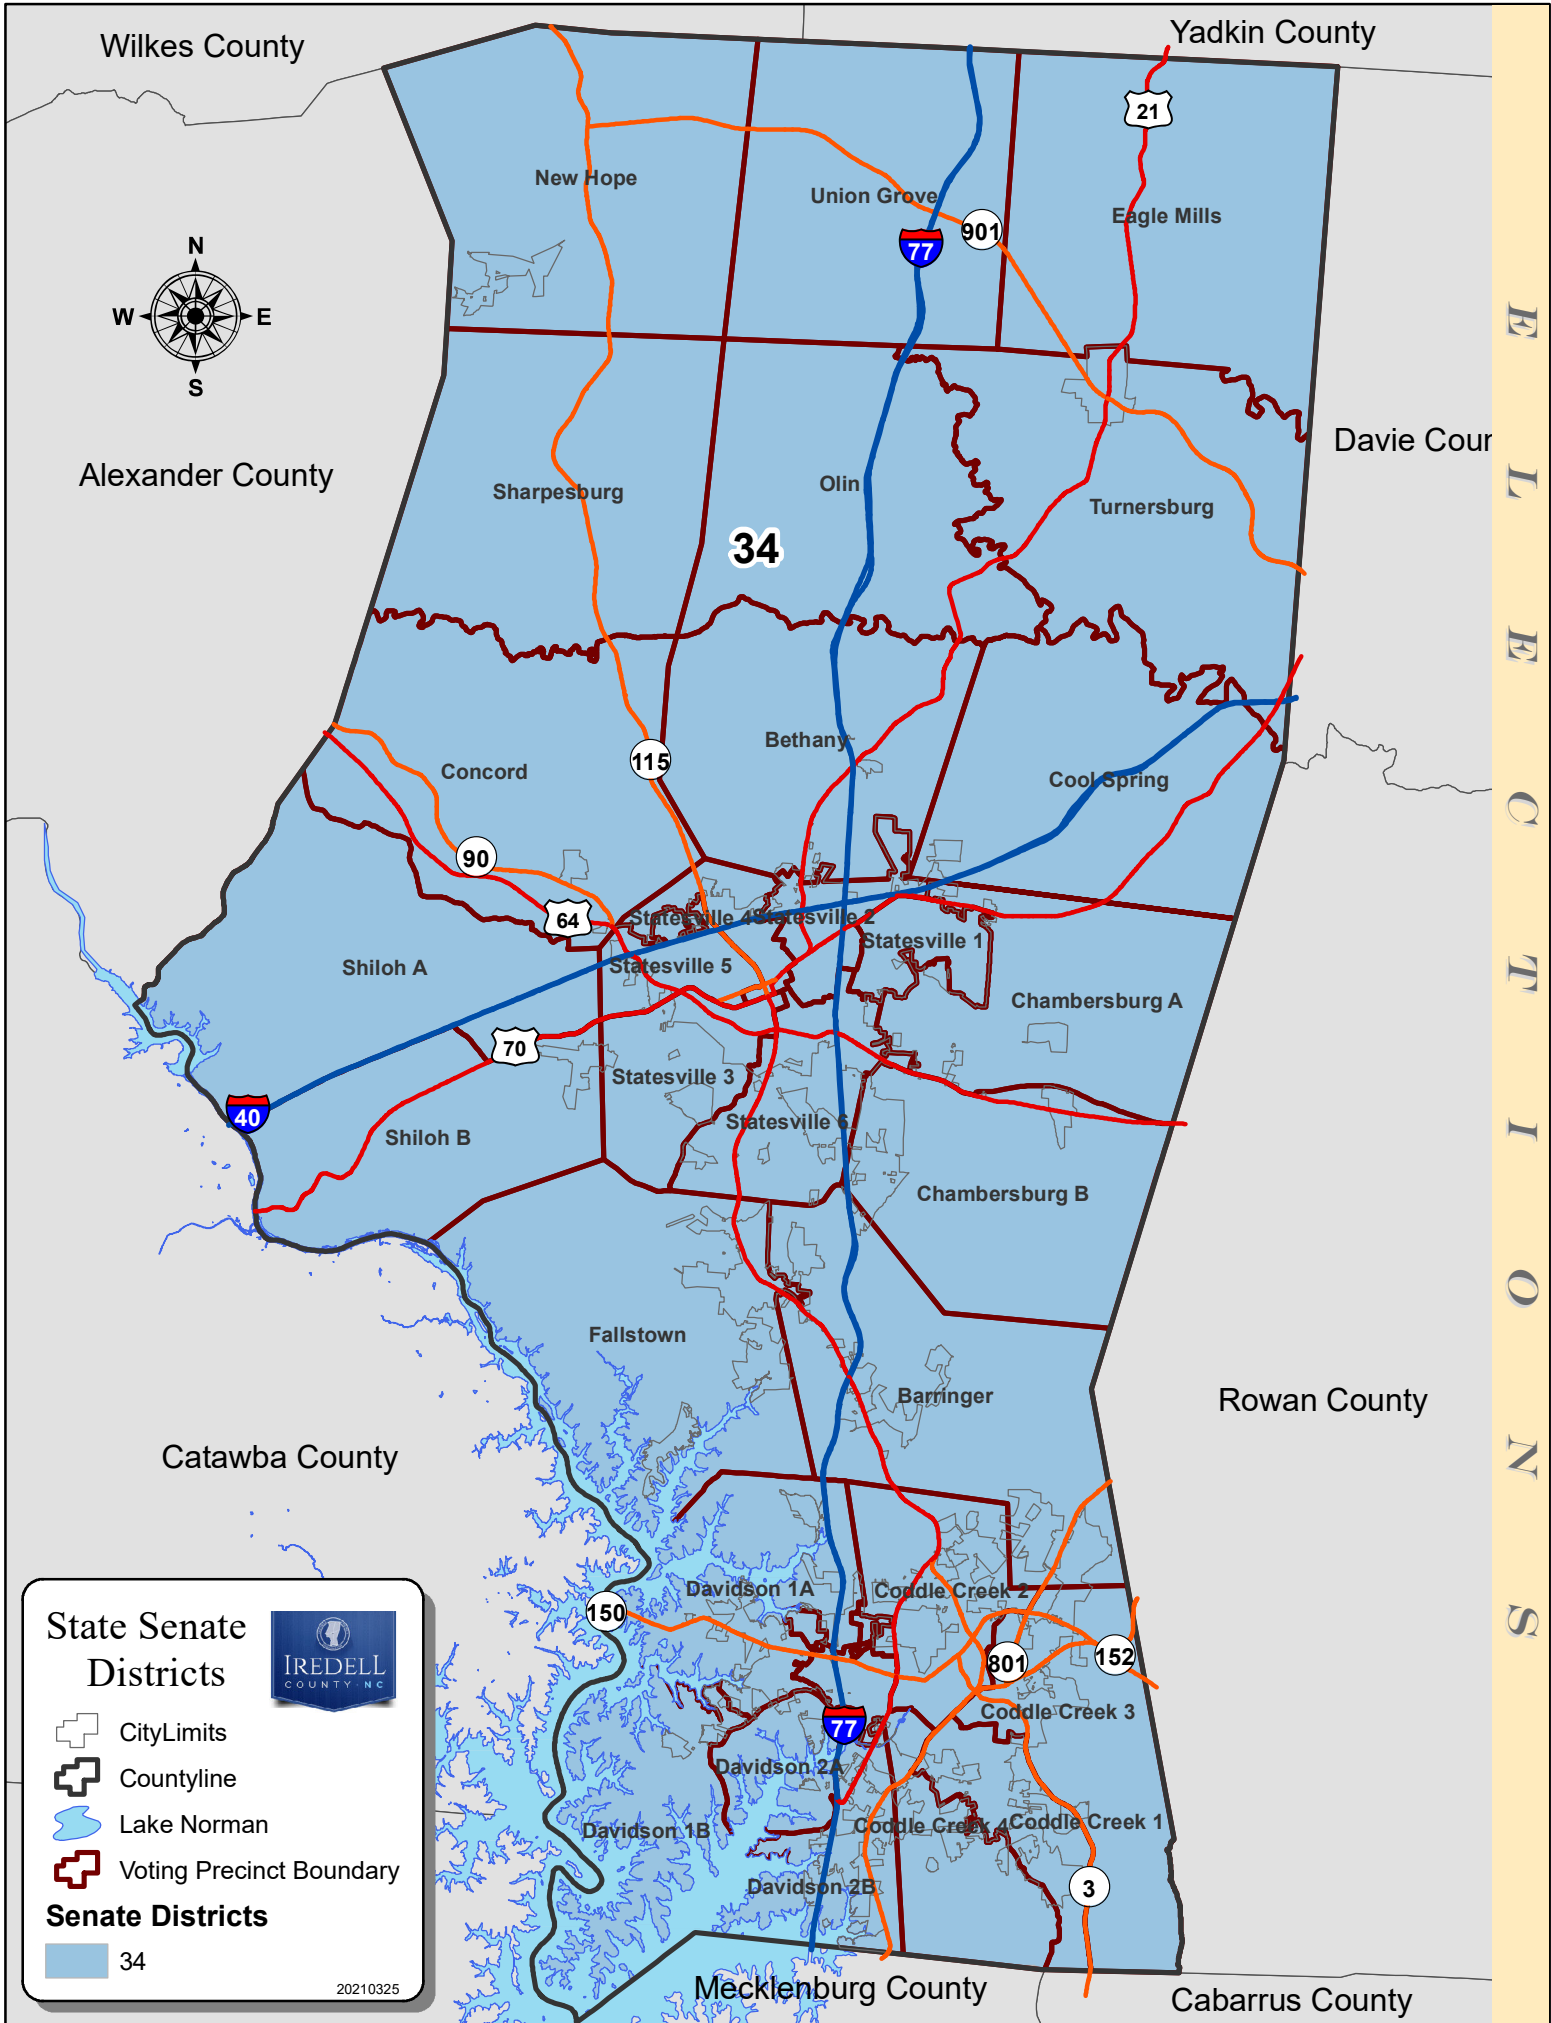 Wilkes County
Yadkin County
21
New Hope
Union Grove
901
Eagle Mills
77
N
W
E
S
Davie Coun
Alexander County
Sharpesburg
Olin
Turnersburg
34
Bethany
115
Concord
Cool Spring
90
64
Statesville 4
Statesville 2
Statesville 1
Shiloh A
Statesville 5
Chambersburg A
70
Statesville 3
40
Statesville 6
Shiloh B
Chambersburg B
Fallstown
Barringer
Rowan County
Catawba County
Davidson 1A
Coddle Creek 2
150
801
152
Coddle Creek 3
77
Davidson 2A
Davidson 1B
Coddle Creek 4
Coddle Creek 1
Davidson 2B
3
Mecklenburg County
Cabarrus County
State Senate
Districts
IREDELL
COUNTY NC
CityLimits
Countyline
Lake Norman
Voting Precinct Boundary
Senate Districts
34
20210325
ELECTIONS